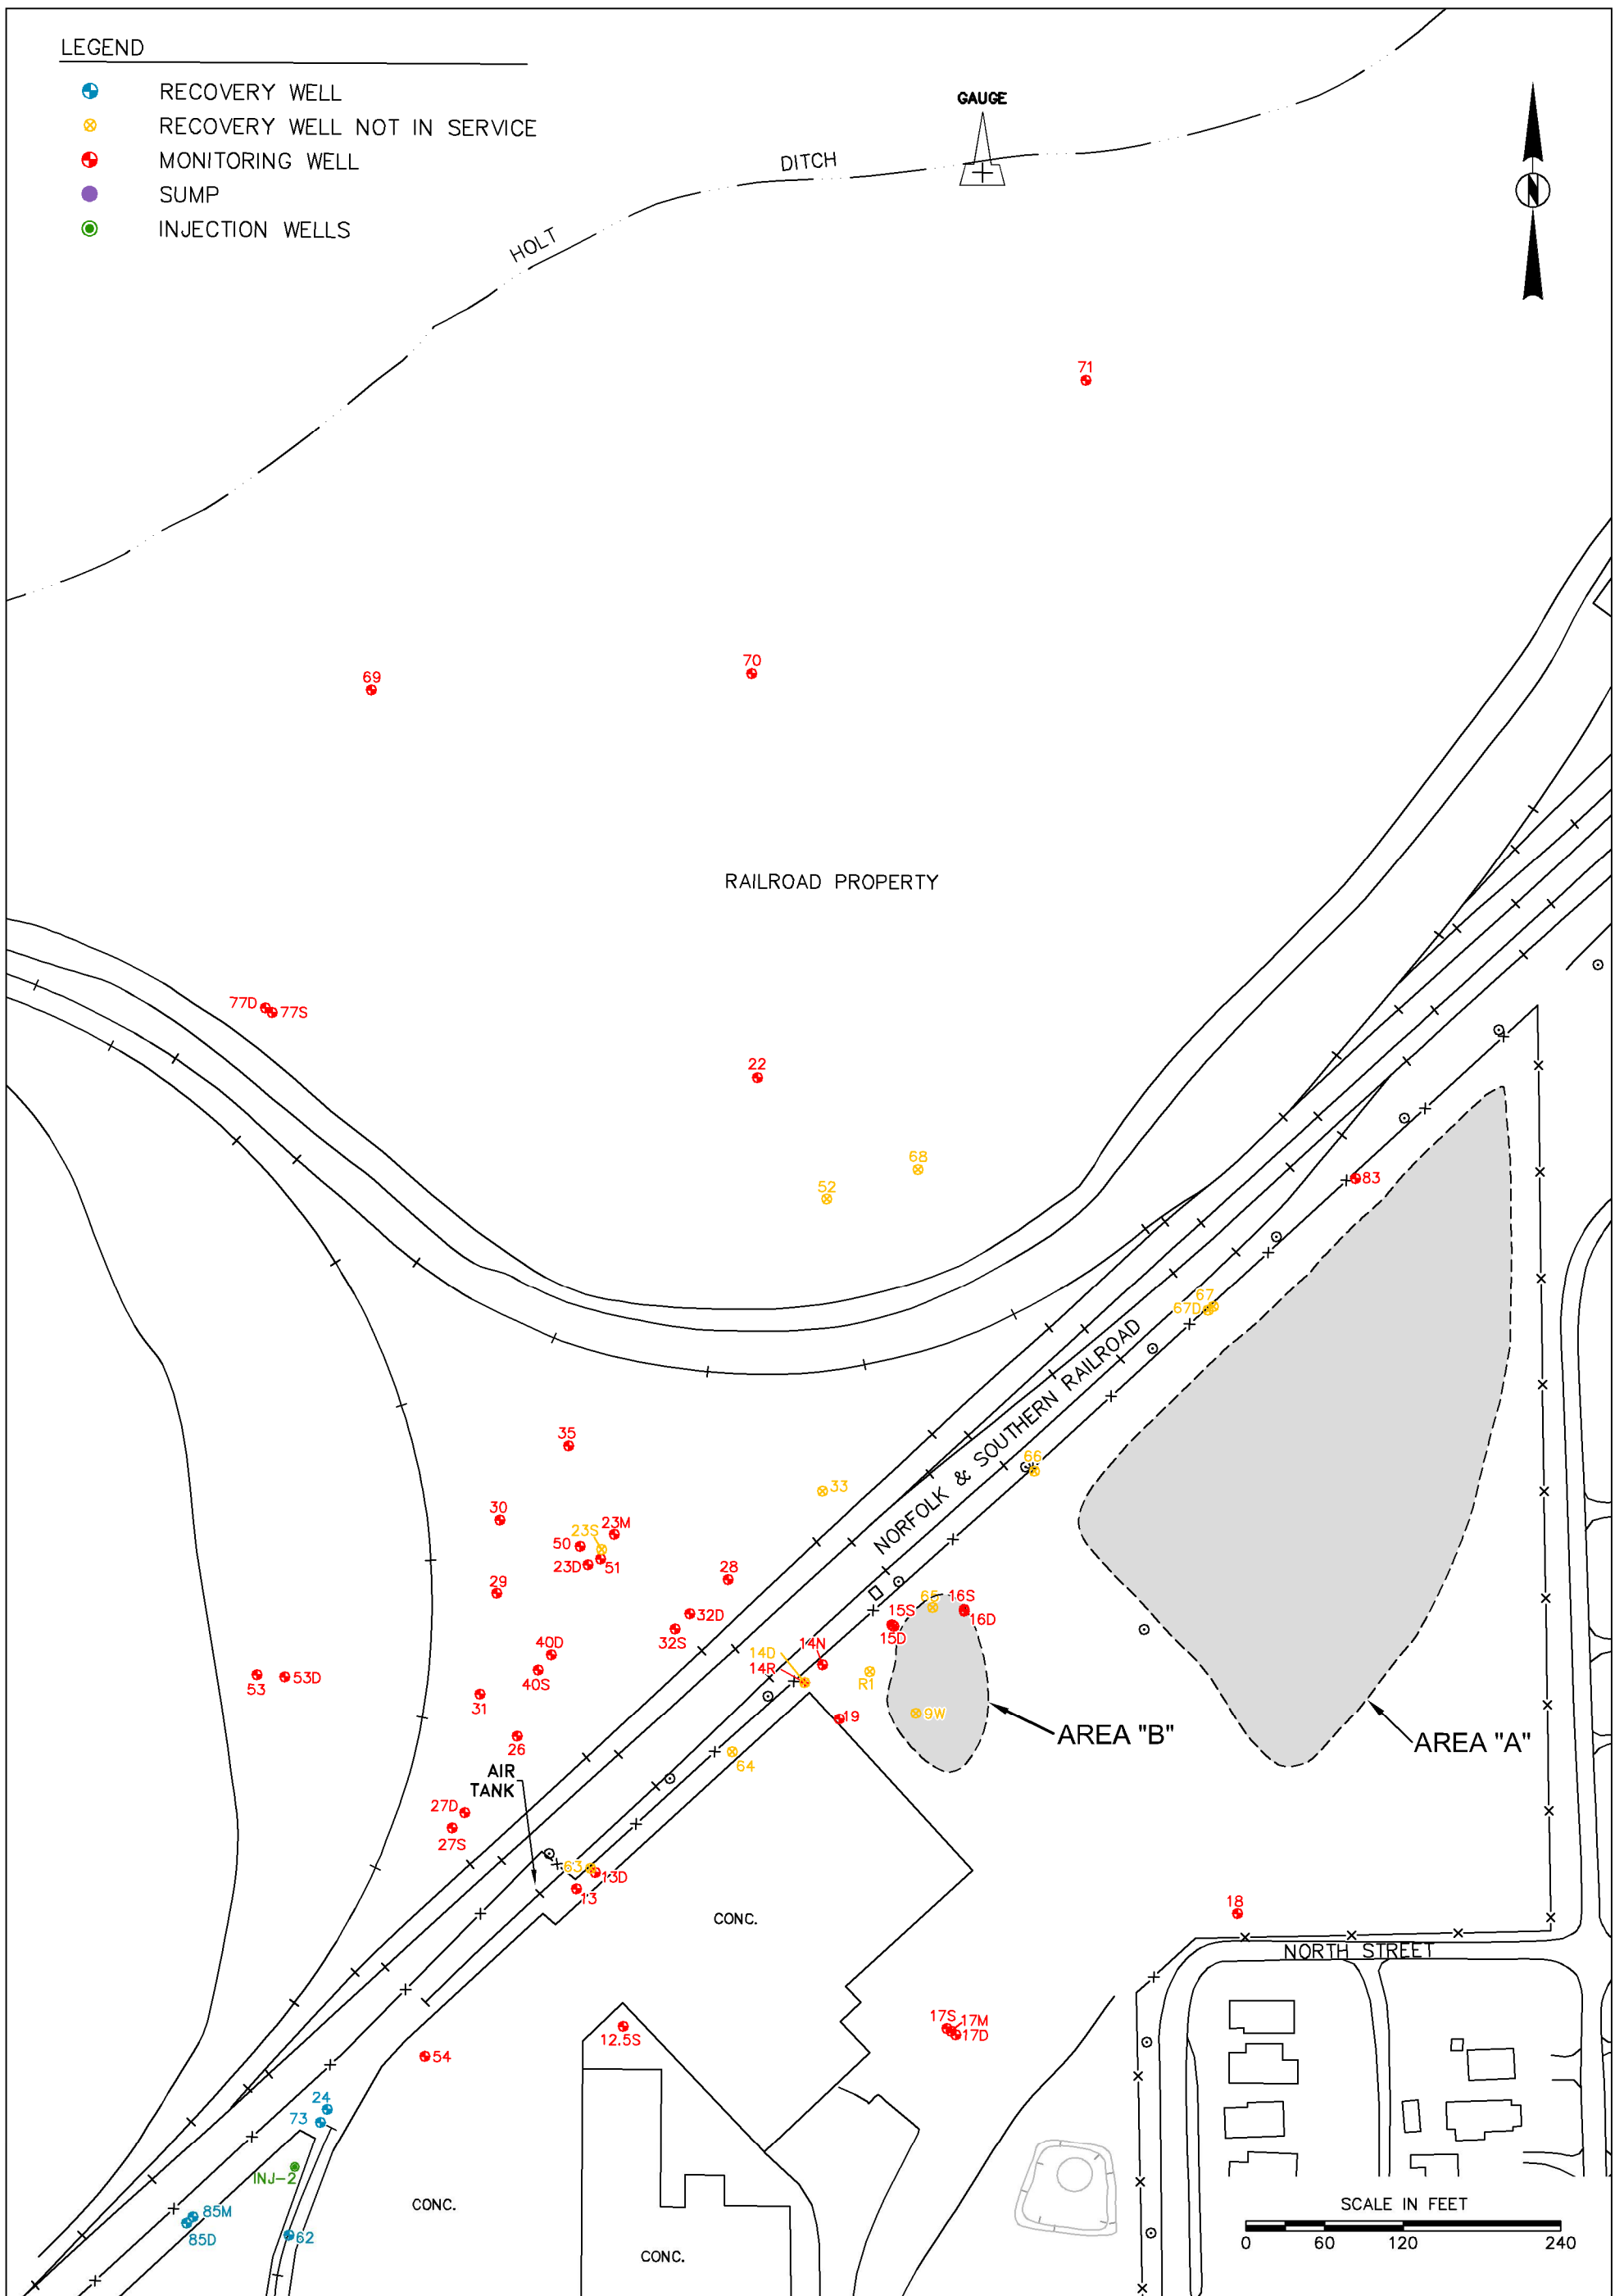 LEGEND
RECOVERY WELL
RECOVERY WELL NOT IN SERVICE
MONITORING WELL
SUMP
INJECTION WELLS
GAUGE
DITCH
HOLT
N
71
70
69
RAILROAD PROPERTY
77D
77S
22
68
52
83
67
67D
NORFOLK & SOUTHERN RAILROAD
35
66
33
30
23S
23M
50
23D
51
28
29
65
16S
16D
15S
15D
32D
32S
14D
14N
14R
40D
40S
R1
53
53D
31
9W
19
AREA "B"
AREA "A"
26
64
AIR
TANK
27D
27S
63
13D
13
18
CONC.
NORTH STREET
17S
17M
17D
12.5S
54
24
73
INJ-2
85M
85D
62
CONC.
CONC.
SCALE IN FEET
0 60 120 240